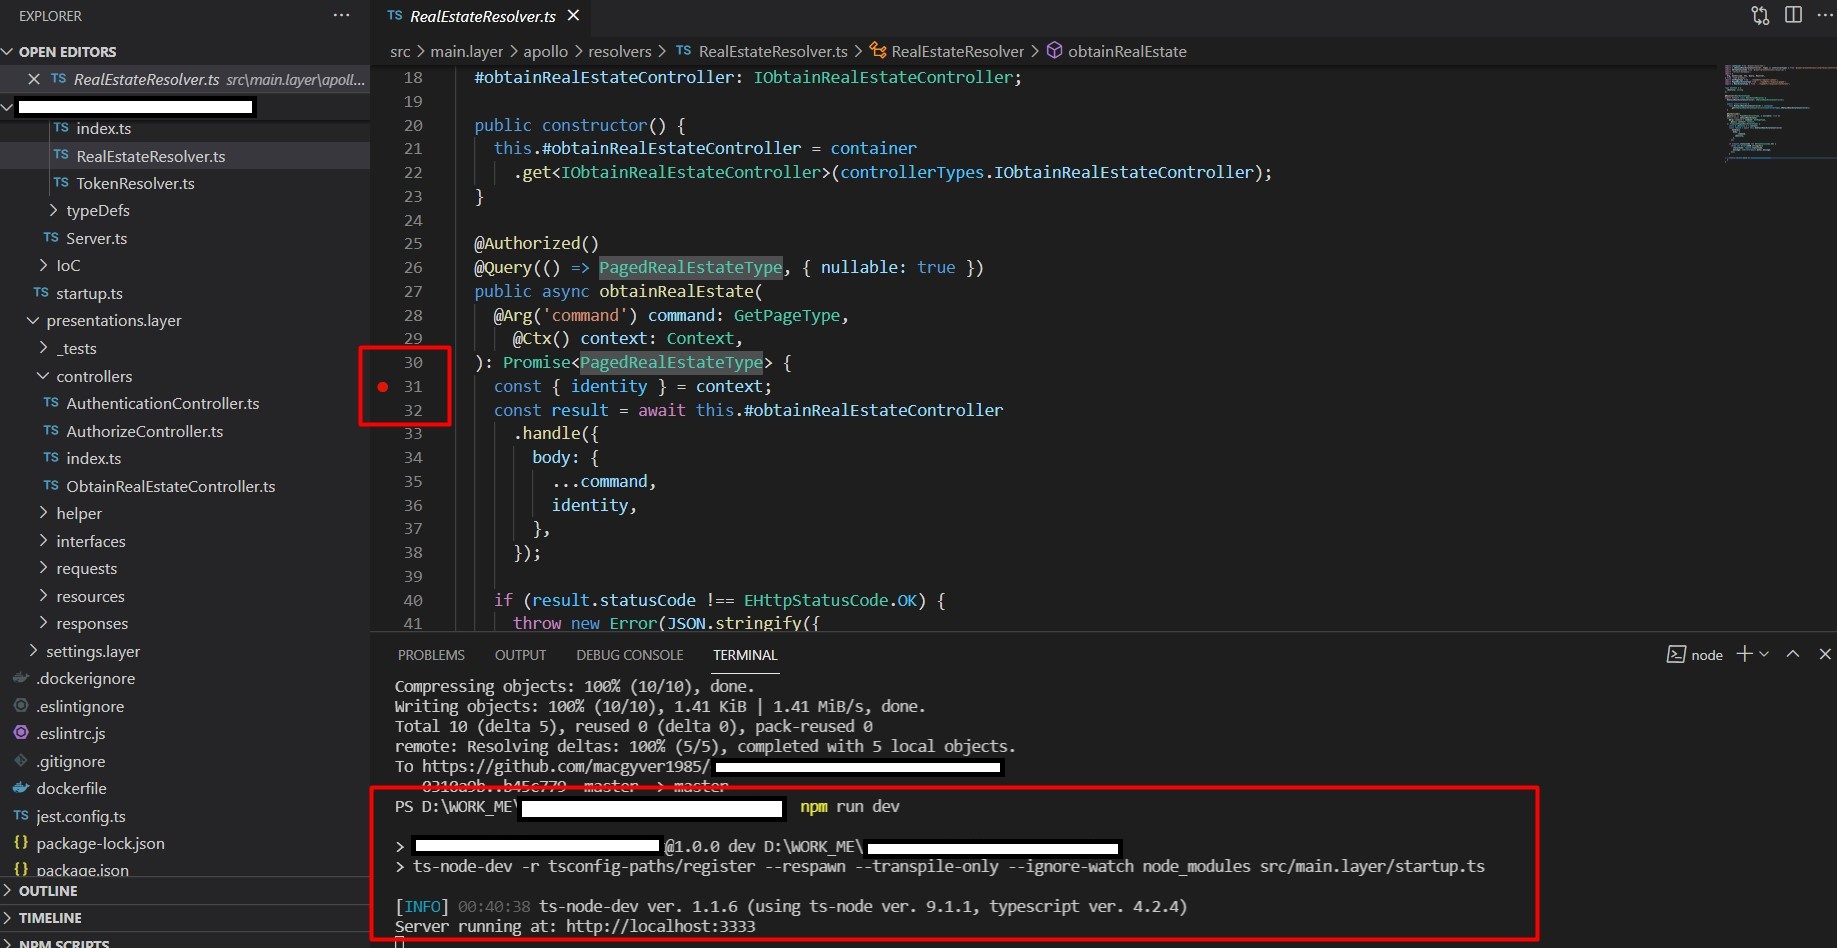 EXPLORER
OPEN EDITORS
TS RealEstateResolver.ts src\main.layer\apoll...
TS index.ts
TS RealEstateResolver.ts
TS TokenResolver.ts
typeDefs
TS Server.ts
IoC
TS startup.ts
presentations.layer
_tests
controllers
TS AuthenticationController.ts
TS AuthorizeController.ts
TS index.ts
TS ObtainRealEstateController.ts
helper
interfaces
requests
resources
responses
settings.layer
.dockerignore
.eslintignore
.eslintrc.js
.gitignore
dockerfile
TS jest.config.ts
{} package-lock.json
{} package.json
OUTLINE
TIMELINE
NPM SCRIPTS
TS RealEstateResolver.ts
src > main.layer > apollo > resolvers > TS RealEstateResolver.ts > RealEstateResolver > obtainRealEstate
18 #obtainRealEstateController: IObtainRealEstateController;
19
20 public constructor() {
21 this.#obtainRealEstateController = container
22 .get<IObtainRealEstateController>(controllerTypes.IObtainRealEstateController);
23 }
24
25 @Authorized()
26 @Query(() => PagedRealEstateType, { nullable: true })
27 public async obtainRealEstate(
28 @Arg('command') command: GetPageType,
29 @Ctx() context: Context,
30 ): Promise<PagedRealEstateType> {
31 const { identity } = context;
32 const result = await this.#obtainRealEstateController
33 .handle({
34 body: {
35 ...command,
36 identity,
37 },
38 });
39
40 if (result.statusCode !== EHttpStatusCode.OK) {
41 throw new Error(JSON.stringify({
PROBLEMS OUTPUT DEBUG CONSOLE TERMINAL
node
Compressing objects: 100% (10/10), done.
Writing objects: 100% (10/10), 1.41 KiB | 1.41 MiB/s, done.
Total 10 (delta 5), reused 0 (delta 0), pack-reused 0
remote: Resolving deltas: 100% (5/5), completed with 5 local objects.
To https://github.com/macgyver1985/
master -> master
PS D:\WORK_ME\ npm run dev
> @1.0.0 dev D:\WORK_ME\
> ts-node-dev -r tsconfig-paths/register --respawn --transpile-only --ignore-watch node_modules src/main.layer/startup.ts
[INFO] 00:40:38 ts-node-dev ver. 1.1.6 (using ts-node ver. 9.1.1, typescript ver. 4.2.4)
Server running at: http://localhost:3333